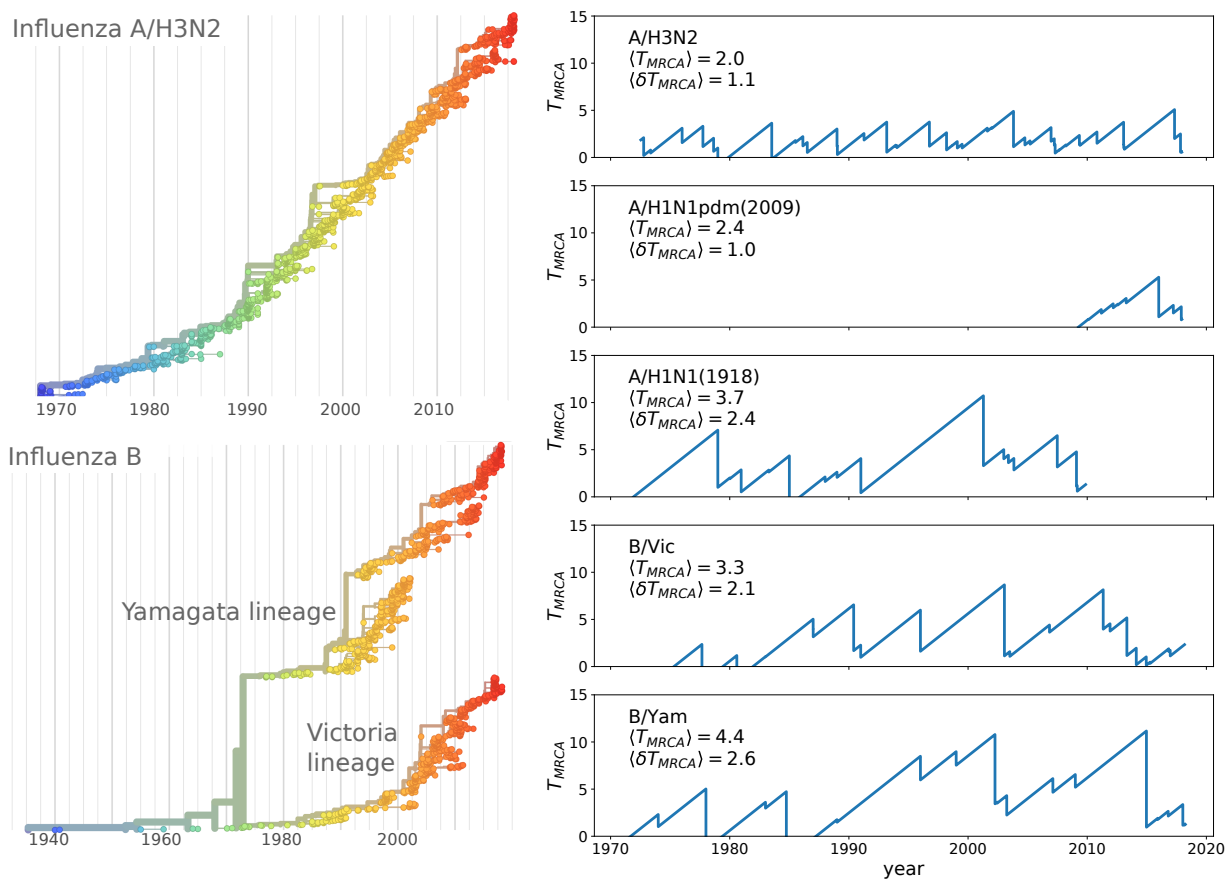 Influenza A/H3N2
1970 1980 1990 2000 2010
Influenza B
Yamagata lineage
Victoria
lineage
1940 1960 1980 2000
A/H3N2
⟨T_MRCA⟩ = 2.0
⟨δT_MRCA⟩ = 1.1
T_MRCA
15
10
5
0
A/H1N1pdm(2009)
⟨T_MRCA⟩ = 2.4
⟨δT_MRCA⟩ = 1.0
T_MRCA
15
10
5
0
A/H1N1(1918)
⟨T_MRCA⟩ = 3.7
⟨δT_MRCA⟩ = 2.4
T_MRCA
15
10
5
0
B/Vic
⟨T_MRCA⟩ = 3.3
⟨δT_MRCA⟩ = 2.1
T_MRCA
15
10
5
0
B/Yam
⟨T_MRCA⟩ = 4.4
⟨δT_MRCA⟩ = 2.6
T_MRCA
15
10
5
0
1970 1980 1990 2000 2010 2020
year